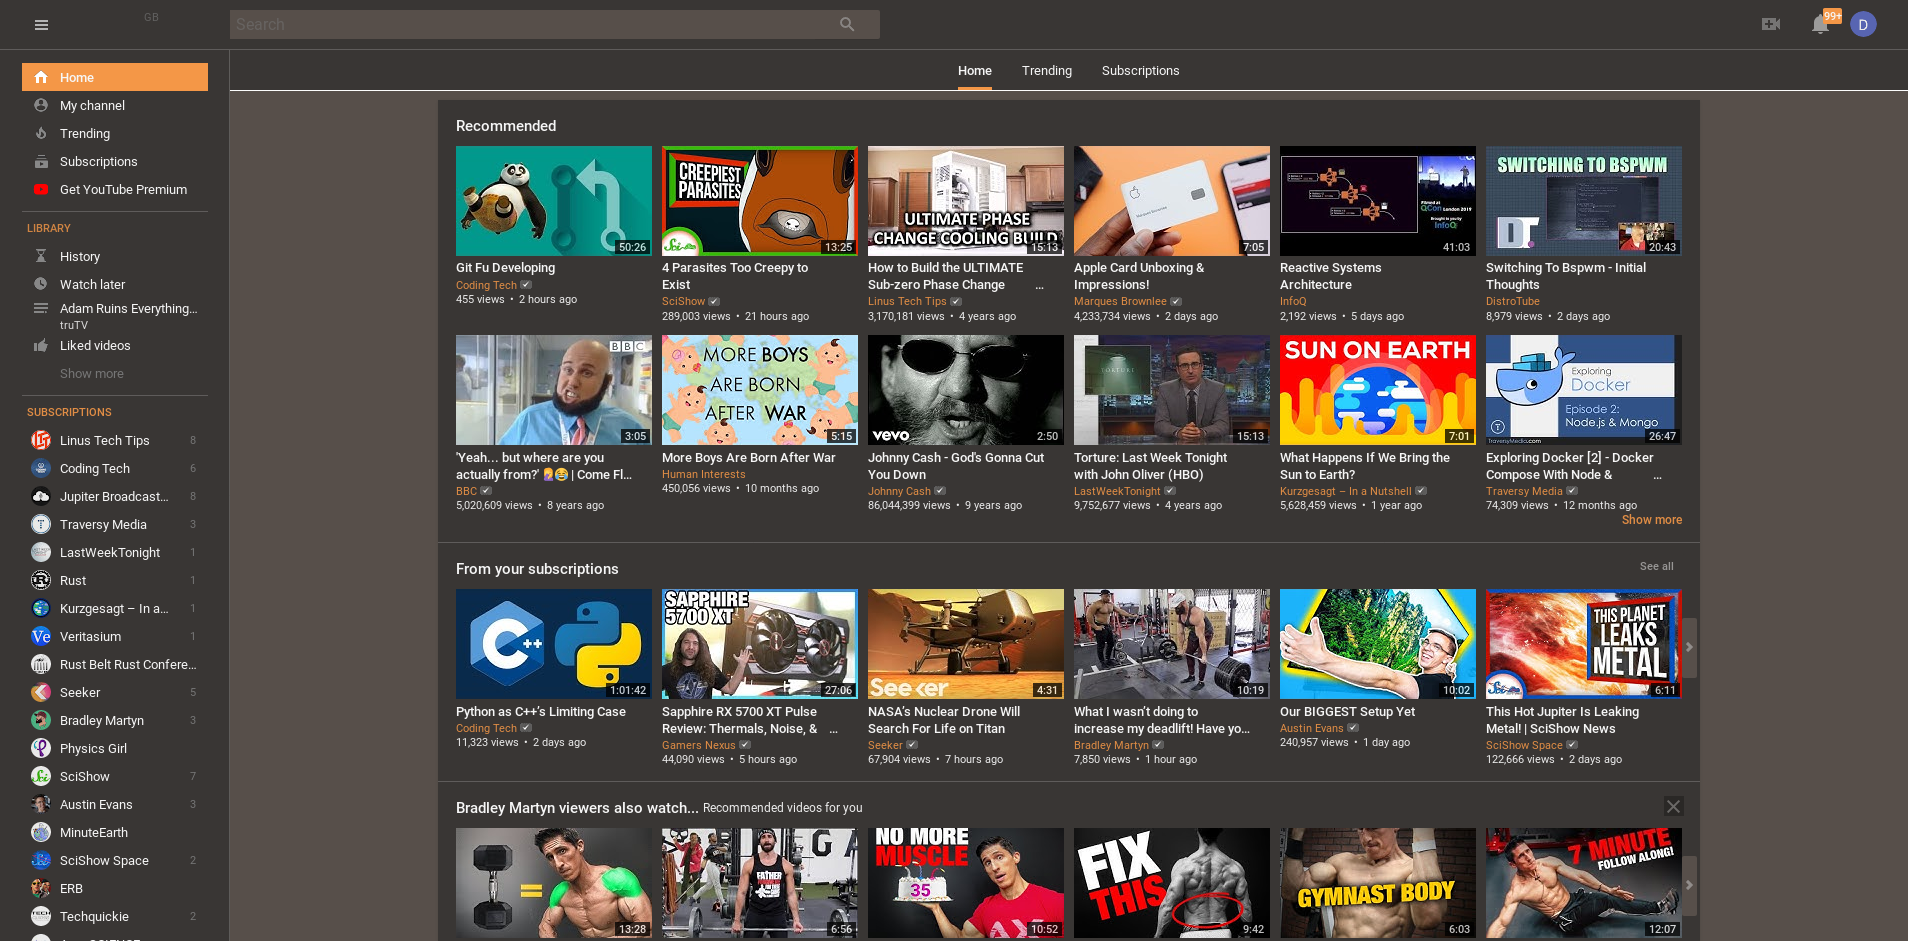 GB
Search
99+
D
Home
My channel
Trending
Subscriptions
Get YouTube Premium
LIBRARY
History
Watch later
Adam Ruins Everything...
truTV
Liked videos
Show more
SUBSCRIPTIONS
Linus Tech Tips 8
Coding Tech 6
Jupiter Broadcast... 8
Traversy Media 3
LastWeekTonight 1
Rust 1
Kurzgesagt – In a... 1
Veritasium 1
Rust Belt Rust Confere...
Seeker 5
Bradley Martyn 3
Physics Girl
SciShow 7
Austin Evans 3
MinuteEarth
SciShow Space 2
ERB
Techquickie 2
Home Trending Subscriptions
Recommended
50:26
CREEPIEST
PARASITES
13:25
ULTIMATE PHASE
CHANGE COOLING BUILD
15:13
7:05
Filmed at
QCon London 2019
Brought to you by
InfoQ
41:03
SWITCHING TO BSPWM
DT
20:43
Git Fu Developing
Coding Tech
455 views • 2 hours ago
4 Parasites Too Creepy to
Exist
SciShow
289,003 views • 21 hours ago
How to Build the ULTIMATE
Sub-zero Phase Change ...
Linus Tech Tips
3,170,181 views • 4 years ago
Apple Card Unboxing &
Impressions!
Marques Brownlee
4,233,734 views • 2 days ago
Reactive Systems
Architecture
InfoQ
2,192 views • 5 days ago
Switching To Bspwm - Initial
Thoughts
DistroTube
8,979 views • 2 days ago
BBC
3:05
MORE BOYS
ARE BORN
AFTER WAR
5:15
vevo
2:50
TORTURE
15:13
SUN ON EARTH
7:01
Exploring
Docker
Episode 2:
Node.js & Mongo
TraversyMedia.com
26:47
'Yeah... but where are you
actually from?' 🤦‍♀️😂 | Come Fl...
BBC
5,020,609 views • 8 years ago
More Boys Are Born After War
Human Interests
450,056 views • 10 months ago
Johnny Cash - God's Gonna Cut
You Down
Johnny Cash
86,044,399 views • 9 years ago
Torture: Last Week Tonight
with John Oliver (HBO)
LastWeekTonight
9,752,677 views • 4 years ago
What Happens If We Bring the
Sun to Earth?
Kurzgesagt – In a Nutshell
5,628,459 views • 1 year ago
Exploring Docker [2] - Docker
Compose With Node & ...
Traversy Media
74,309 views • 12 months ago
Show more
From your subscriptions
See all
C++
1:01:42
SAPPHIRE
5700 XT
27:06
Seeker
4:31
10:19
10:02
THIS PLANET
LEAKS
METAL
6:11
Python as C++'s Limiting Case
Coding Tech
11,323 views • 2 days ago
Sapphire RX 5700 XT Pulse
Review: Thermals, Noise, & ...
Gamers Nexus
44,090 views • 5 hours ago
NASA's Nuclear Drone Will
Search For Life on Titan
Seeker
67,904 views • 7 hours ago
What I wasn't doing to
increase my deadlift! Have yo...
Bradley Martyn
7,850 views • 1 hour ago
Our BIGGEST Setup Yet
Austin Evans
240,957 views • 1 day ago
This Hot Jupiter Is Leaking
Metal! | SciShow News
SciShow Space
122,666 views • 2 days ago
Bradley Martyn viewers also watch... Recommended videos for you
13:28
6:56
NO MORE
MUSCLE
35
10:52
FIX
THIS
9:42
GYMNAST BODY
6:03
7 MINUTE
FOLLOW ALONG!
12:07